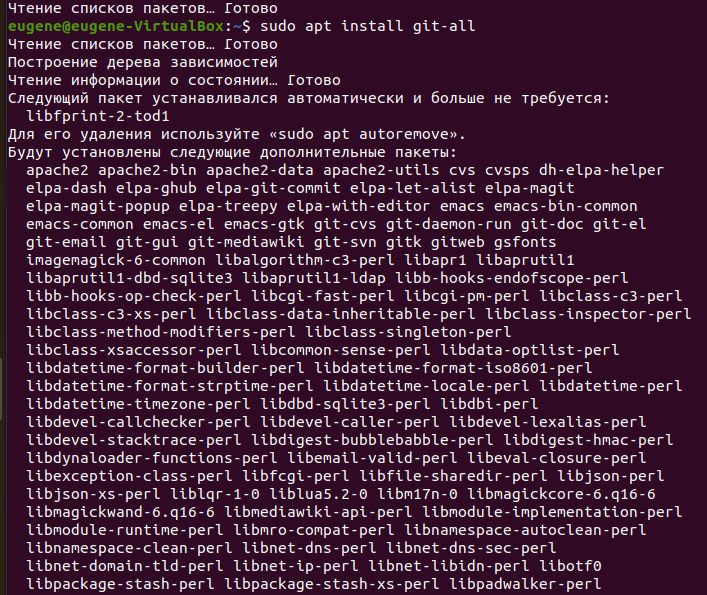 Чтение списков пакетов… Готово
eugene@eugene-VirtualBox:~$ sudo apt install git-all
Чтение списков пакетов… Готово
Построение дерева зависимостей
Чтение информации о состоянии… Готово
Следующий пакет устанавливался автоматически и больше не требуется:
libfprint-2-tod1
Для его удаления используйте «sudo apt autoremove».
Будут установлены следующие дополнительные пакеты:
apache2 apache2-bin apache2-data apache2-utils cvs cvsps dh-elpa-helper
elpa-dash elpa-ghub elpa-git-commit elpa-let-alist elpa-magit
elpa-magit-popup elpa-treepy elpa-with-editor emacs emacs-bin-common
emacs-common emacs-el emacs-gtk git-cvs git-daemon-run git-doc git-el
git-email git-gui git-mediawiki git-svn gitk gitweb gsfonts
imagemagick-6-common libalgorithm-c3-perl libapr1 libaprutil1
libaprutil1-dbd-sqlite3 libaprutil1-ldap libb-hooks-endofscope-perl
libb-hooks-op-check-perl libcgi-fast-perl libcgi-pm-perl libclass-c3-perl
libclass-c3-xs-perl libclass-data-inheritable-perl libclass-inspector-perl
libclass-method-modifiers-perl libclass-singleton-perl
libclass-xsaccessor-perl libcommon-sense-perl libdata-optlist-perl
libdatetime-format-builder-perl libdatetime-format-iso8601-perl
libdatetime-format-strptime-perl libdatetime-locale-perl libdatetime-perl
libdatetime-timezone-perl libdbd-sqlite3-perl libdbi-perl
libdevel-callchecker-perl libdevel-caller-perl libdevel-lexalias-perl
libdevel-stacktrace-perl libdigest-bubblebabble-perl libdigest-hmac-perl
libdynaloader-functions-perl libemail-valid-perl libeval-closure-perl
libexception-class-perl libfcgi-perl libfile-sharedir-perl libjson-perl
libjson-xs-perl liblqr-1-0 liblua5.2-0 libm17n-0 libmagickcore-6.q16-6
libmagickwand-6.q16-6 libmediawiki-api-perl libmodule-implementation-perl
libmodule-runtime-perl libmro-compat-perl libnamespace-autoclean-perl
libnamespace-clean-perl libnet-dns-perl libnet-dns-sec-perl
libnet-domain-tld-perl libnet-ip-perl libnet-libidn-perl libotf0
libpackage-stash-perl libpackage-stash-xs-perl libpadwalker-perl